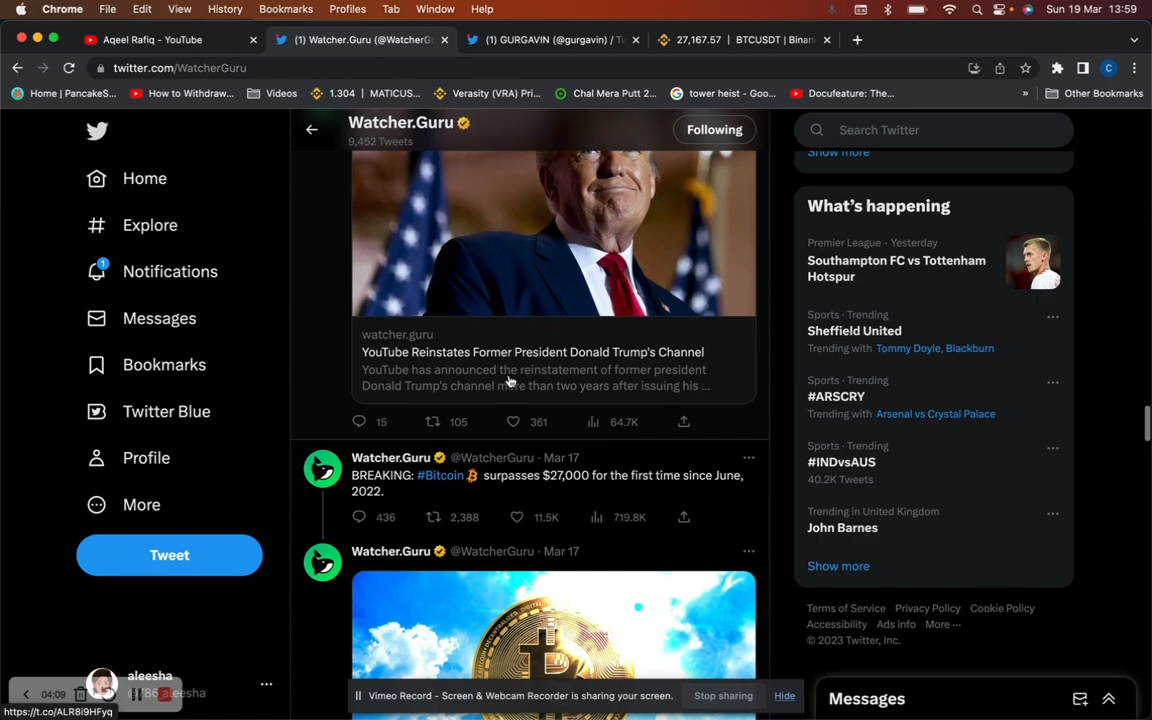 Chrome File Edit View History Bookmarks Profiles Tab Window Help Sun 19 Mar 13:59
Aqeel Rafiq - YouTube (1) Watcher.Guru (@WatcherGu (1) GURGAVIN (@gurgavin) / Tw 27,167.57 | BTCUSDT | Binan
twitter.com/WatcherGuru C
Home | PancakeS... How to Withdraw... Videos 1.304 | MATICUS... Verasity (VRA) Pri... Chal Mera Putt 2... tower heist - Goo... Docufeature: The... » Other Bookmarks
Watcher.Guru
9,452 Tweets
Following
Home
Explore
1
Notifications
Messages
Bookmarks
Twitter Blue
Profile
More
Tweet
aleesha
04:09
https://t.co/ALR8i9HFyq
watcher.guru
YouTube Reinstates Former President Donald Trump's Channel
YouTube has announced the reinstatement of former president
Donald Trump's channel more than two years after issuing his ...
15 105 361 64.7K
Watcher.Guru @WatcherGuru · Mar 17
BREAKING: #Bitcoin surpasses $27,000 for the first time since June,
2022.
436 2,388 11.5K 719.8K
Watcher.Guru @WatcherGuru · Mar 17
Vimeo Record - Screen & Webcam Recorder is sharing your screen. Stop sharing Hide
Search Twitter
Show more
What's happening
Premier League · Yesterday
Southampton FC vs Tottenham
Hotspur
Sports · Trending
Sheffield United
Trending with Tommy Doyle, Blackburn
Sports · Trending
#ARSCRY
Trending with Arsenal vs Crystal Palace
Sports · Trending
#INDvsAUS
40.2K Tweets
Trending in United Kingdom
John Barnes
Show more
Terms of Service Privacy Policy Cookie Policy
Accessibility Ads info More ···
© 2023 Twitter, Inc.
Messages